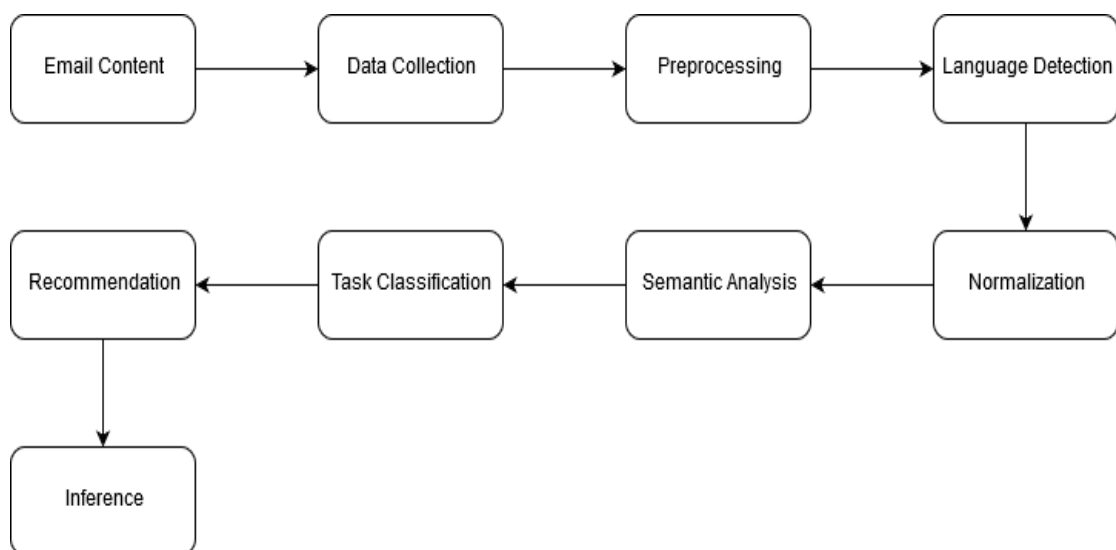 Email Content
Data Collection
Preprocessing
Language Detection
Normalization
Semantic Analysis
Task Classification
Recommendation
Inference